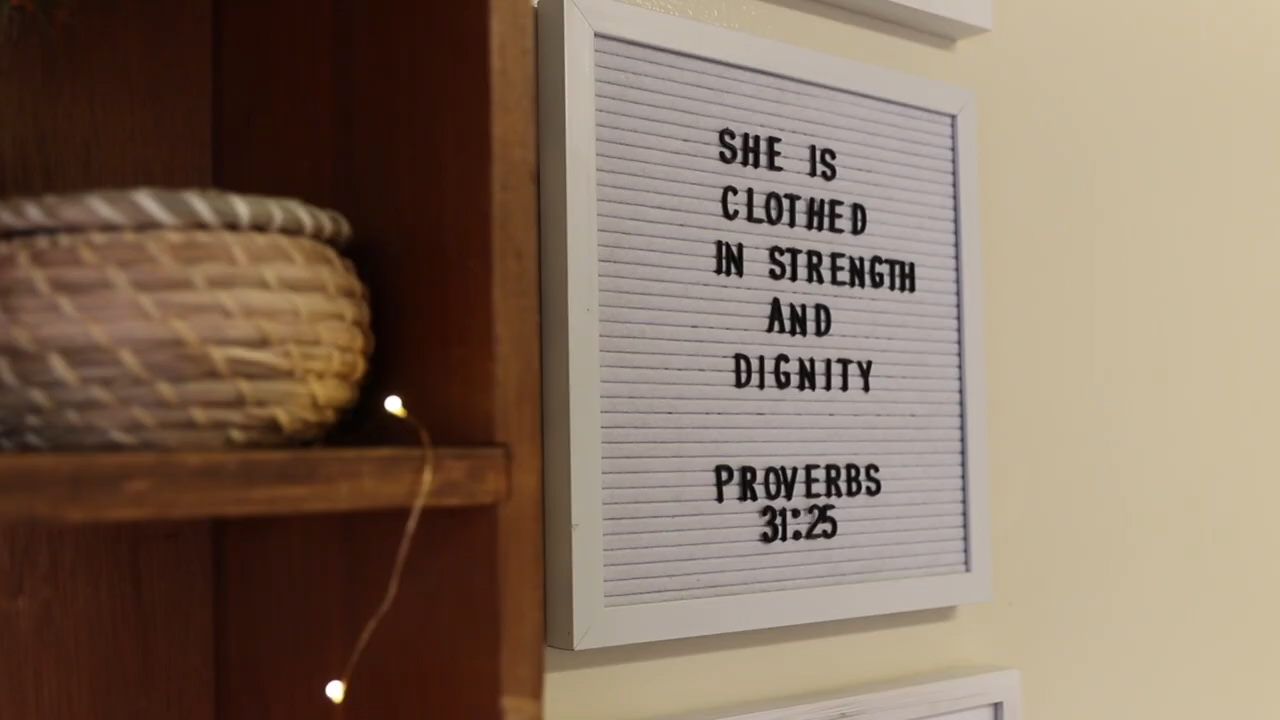 SHE IS
CLOTHED
IN STRENGTH
AND
DIGNITY
PROVERBS
31:25